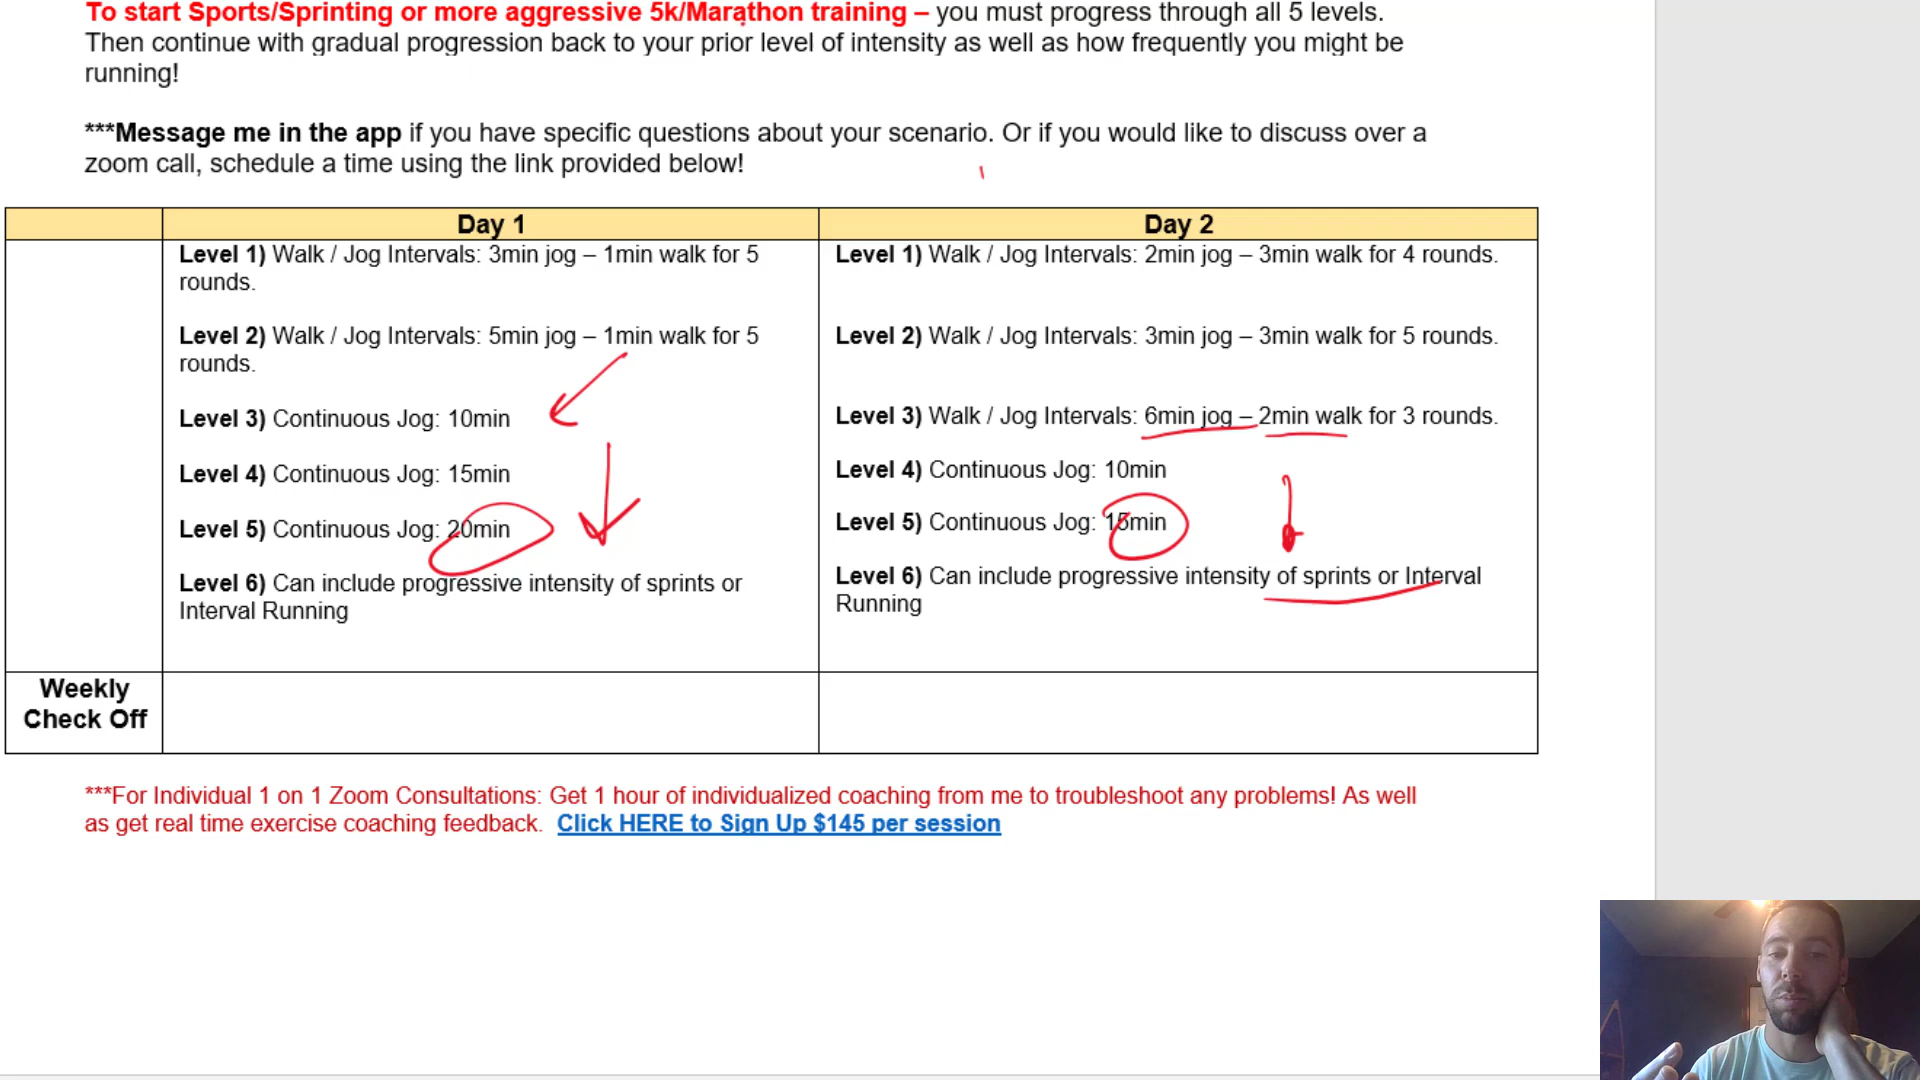 To start Sports/Sprinting or more aggressive 5k/Marathon training – you must progress through all 5 levels.
Then continue with gradual progression back to your prior level of intensity as well as how frequently you might be
running!
***Message me in the app if you have specific questions about your scenario. Or if you would like to discuss over a
zoom call, schedule a time using the link provided below!
Day 1
Level 1) Walk / Jog Intervals: 3min jog – 1min walk for 5
rounds.
Level 2) Walk / Jog Intervals: 5min jog – 1min walk for 5
rounds.
Level 3) Continuous Jog: 10min
Level 4) Continuous Jog: 15min
Level 5) Continuous Jog: 20min
Level 6) Can include progressive intensity of sprints or
Interval Running
Day 2
Level 1) Walk / Jog Intervals: 2min jog – 3min walk for 4 rounds.
Level 2) Walk / Jog Intervals: 3min jog – 3min walk for 5 rounds.
Level 3) Walk / Jog Intervals: 6min jog – 2min walk for 3 rounds.
Level 4) Continuous Jog: 10min
Level 5) Continuous Jog: 15min
Level 6) Can include progressive intensity of sprints or Interval
Running
Weekly
Check Off
***For Individual 1 on 1 Zoom Consultations: Get 1 hour of individualized coaching from me to troubleshoot any problems! As well
as get real time exercise coaching feedback. Click HERE to Sign Up $145 per session